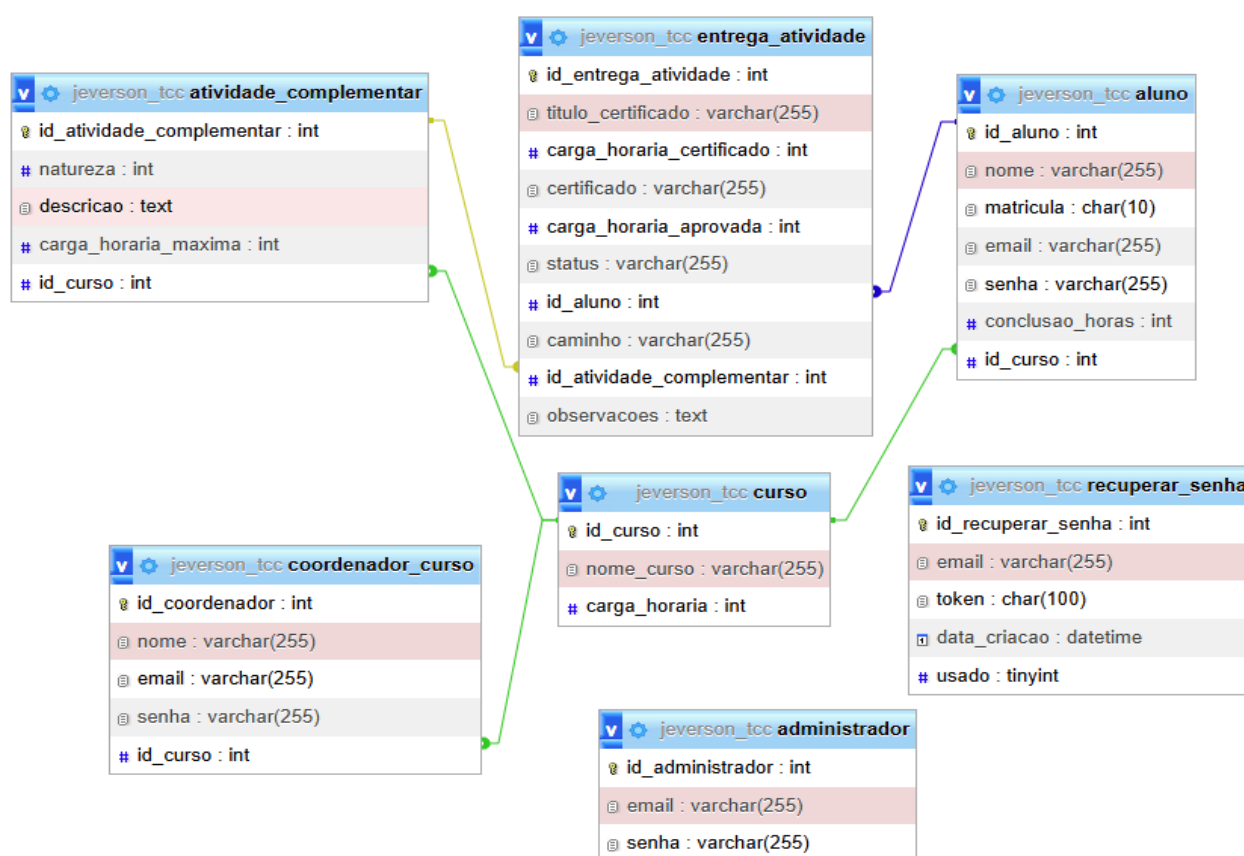 jeverson_tcc atividade_complementar
id_atividade_complementar : int
natureza : int
descricao : text
carga_horaria_maxima : int
id_curso : int
jeverson_tcc entrega_atividade
id_entrega_atividade : int
titulo_certificado : varchar(255)
carga_horaria_certificado : int
certificado : varchar(255)
carga_horaria_aprovada : int
status : varchar(255)
id_aluno : int
caminho : varchar(255)
id_atividade_complementar : int
observacoes : text
jeverson_tcc aluno
id_aluno : int
nome : varchar(255)
matricula : char(10)
email : varchar(255)
senha : varchar(255)
conclusao_horas : int
id_curso : int
jeverson_tcc curso
id_curso : int
nome_curso : varchar(255)
carga_horaria : int
jeverson_tcc recuperar_senha
id_recuperar_senha : int
email : varchar(255)
token : char(100)
data_criacao : datetime
usado : tinyint
jeverson_tcc coordenador_curso
id_coordenador : int
nome : varchar(255)
email : varchar(255)
senha : varchar(255)
id_curso : int
jeverson_tcc administrador
id_administrador : int
email : varchar(255)
senha : varchar(255)